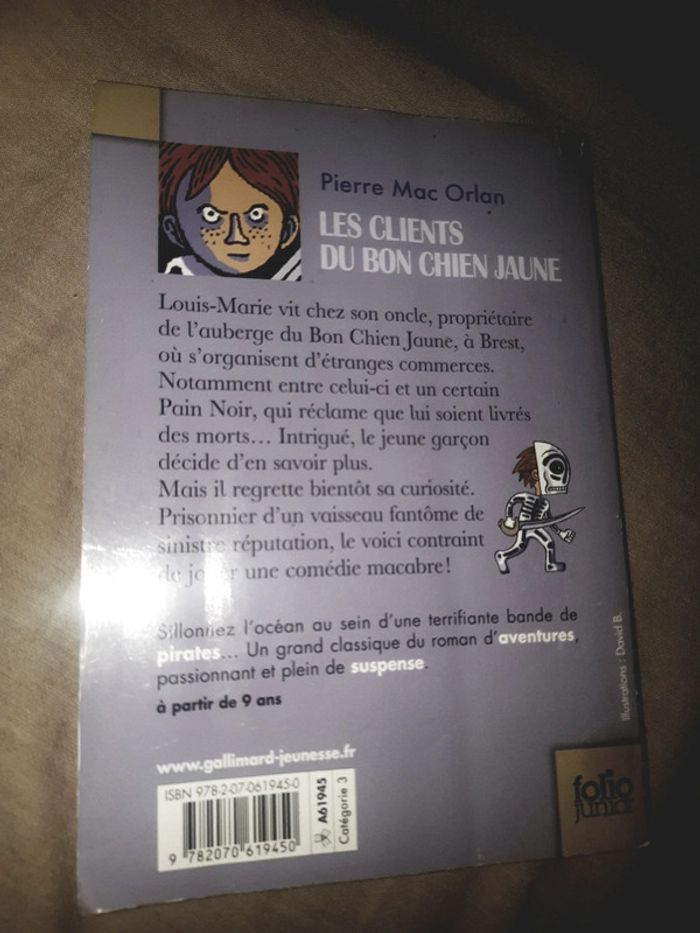 Pierre Mac Orlan
LES CLIENTS
DU BON CHIEN JAUNE
Louis-Marie vit chez son oncle, propriétaire
de l'auberge du Bon Chien Jaune, à Brest,
où s'organisent d'étranges commerces.
Notamment entre celui-ci et un certain
Pain Noir, qui réclame que lui soient livrés
des morts... Intrigué, le jeune garçon
décide d'en savoir plus.
Mais il regrette bientôt sa curiosité.
Prisonnier d'un vaisseau fantôme de
sinistre réputation, le voici contraint
de jouer une comédie macabre!
Sillonnez l'océan au sein d'une terrifiante bande de
pirates... Un grand classique du roman d'aventures,
passionnant et plein de suspense.
à partir de 9 ans
Illustrations : David B.
www.gallimard-jeunesse.fr
ISBN 978-2-07-061945-0
A61945
Catégorie 3
9 782070 619450
folio
junior